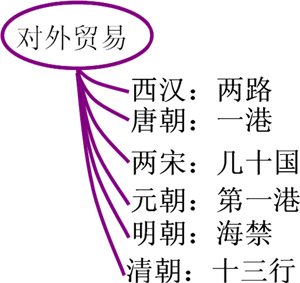 对外贸易
西汉：两路
唐朝：一港
两宋：几十国
元朝：第一港
明朝：海禁
清朝：十三行